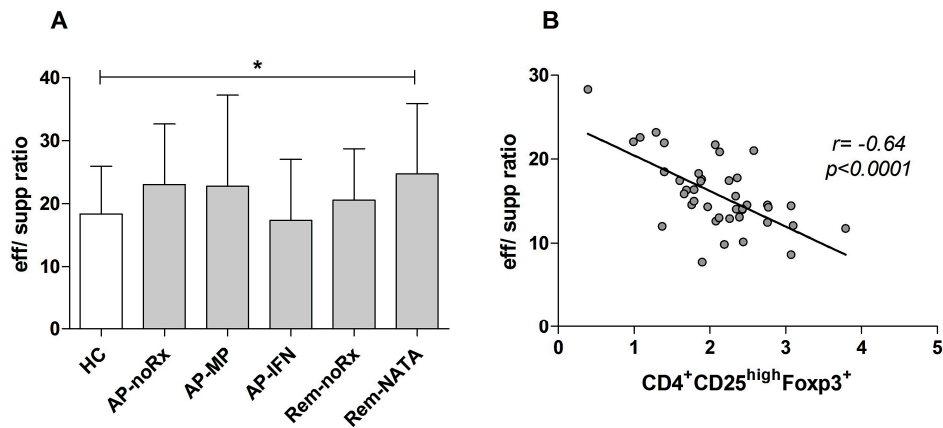 A
eff/ supp ratio
40
30
20
10
0
*
HC
AP-noRx
AP-MP
AP-IFN
Rem-noRx
Rem-NATA
B
eff/ supp ratio
30
20
10
0
r= -0.64
p<0.0001
0 1 2 3 4 5
CD4⁺CD25ʰⁱᵍʰFoxp3⁺